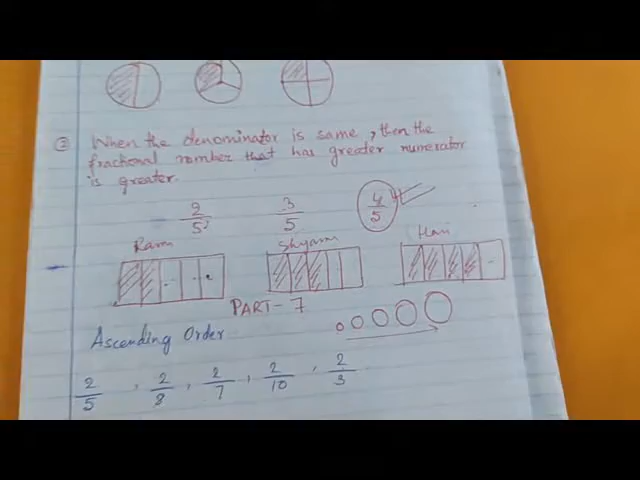 ② When the denominator is same, then the
fractional number that has greater numerator
is greater.
2/5, 3/5 4/5
Ram Shyam Hari
PART-7
Ascending Order
2/5, 2/8, 2/7, 2/10, 2/3